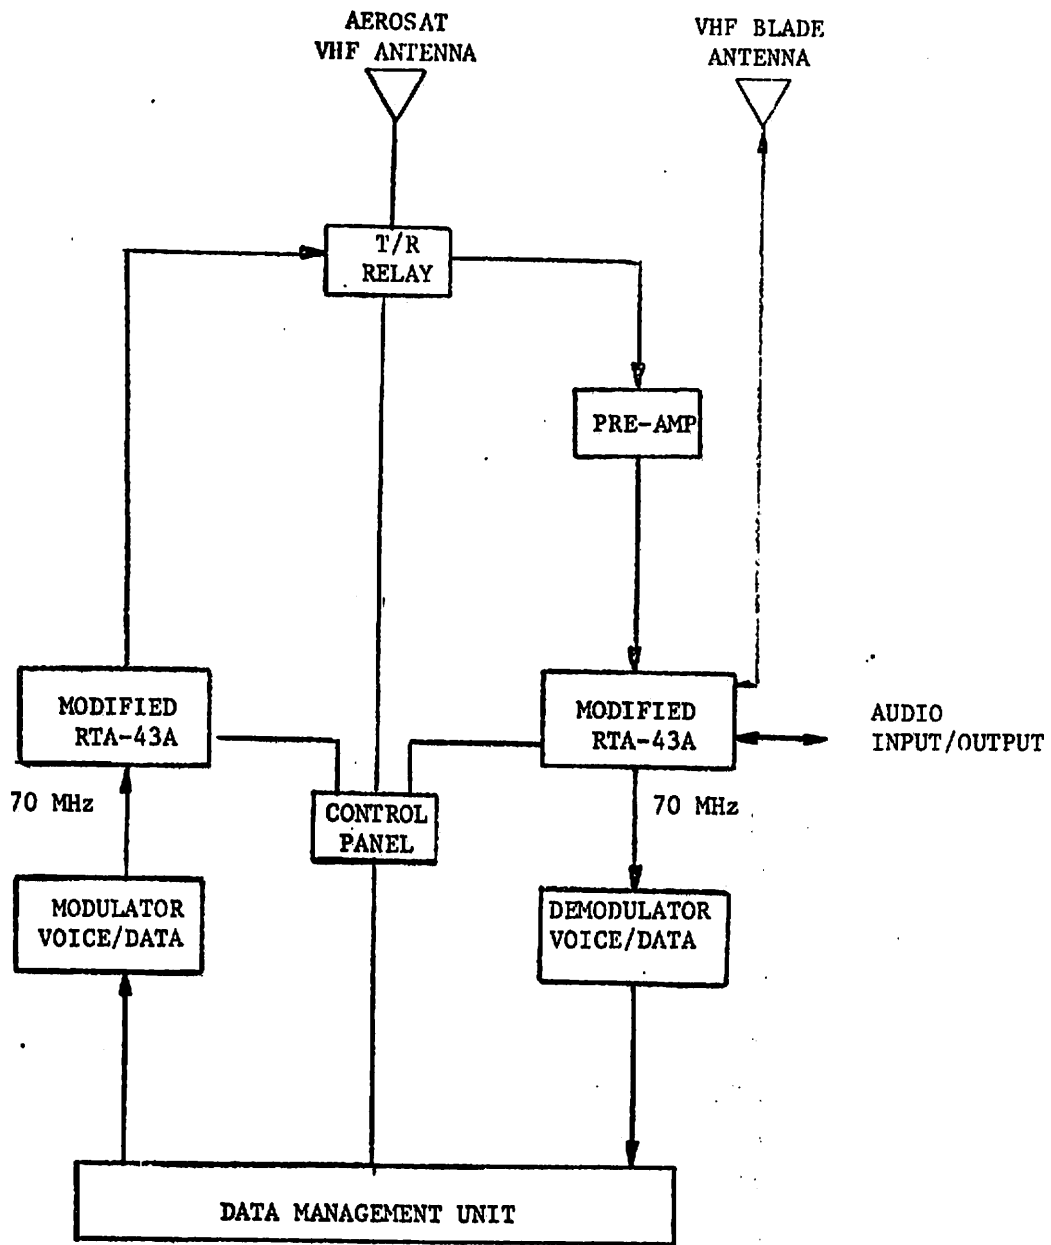 AEROSAT
VHF ANTENNA
VHF BLADE
ANTENNA
T/R
RELAY
PRE-AMP
MODIFIED
RTA-43A
MODIFIED
RTA-43A
AUDIO
INPUT/OUTPUT
70 MHz
CONTROL
PANEL
70 MHz
MODULATOR
VOICE/DATA
DEMODULATOR
VOICE/DATA
DATA MANAGEMENT UNIT